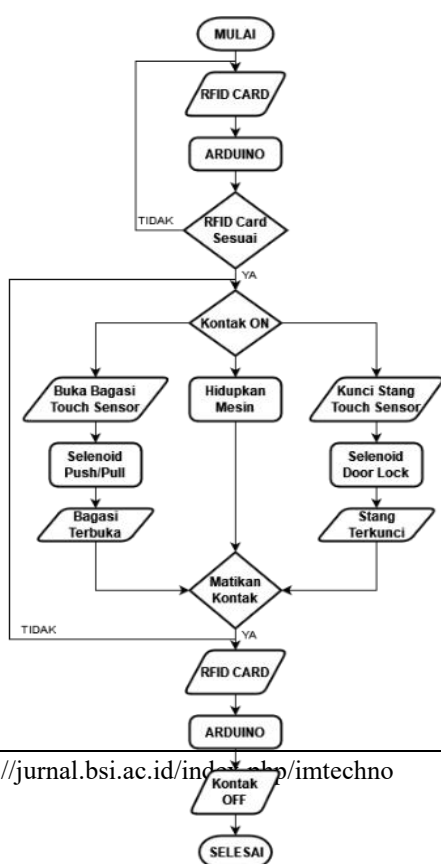 MULAI
RFID CARD
ARDUINO
TIDAK
RFID Card
Sesuai
YA
Kontak ON
Buka Bagasi
Touch Sensor
Hidupkan
Mesin
Kunci Stang
Touch Sensor
Selenoid
Push/Pull
Selenoid
Door Lock
Bagasi
Terbuka
Stang
Terkunci
Matikan
Kontak
TIDAK
YA
RFID CARD
ARDUINO
//jurnal.bsi.ac.id/index.php/imtechno
Kontak
OFF
SELESAI